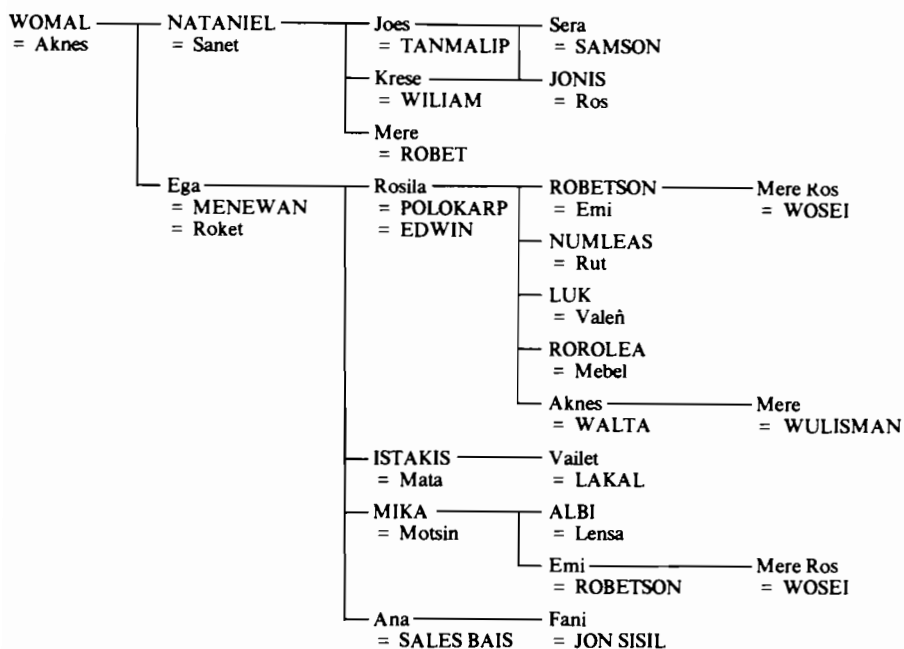 WOMAL NATANIEL Joes Sera
= Aknes = Sanet = TANMALIP = SAMSON
Krese JONIS
= WILIAM = Ros
Mere
= ROBET
Ega Rosila ROBETSON Mere Ros
= MENEWAN = POLOKARP = Emi = WOSEI
= Roket = EDWIN
NUMLEAS
= Rut
LUK
= Valeñ
ROROLEA
= Mebel
Aknes Mere
= WALTA = WULISMAN
ISTAKIS Vailet
= Mata = LAKAL
MIKA ALBI
= Motsin = Lensa
Emi Mere Ros
= ROBETSON = WOSEI
Ana Fani
= SALES BAIS = JON SISIL